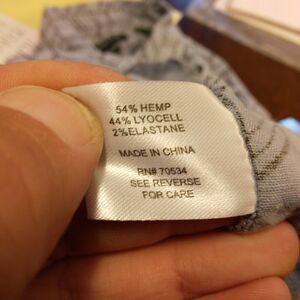 54% HEMP
44% LYOCELL
2% ELASTANE
MADE IN CHINA
RN# 70534
SEE REVERSE
FOR CARE